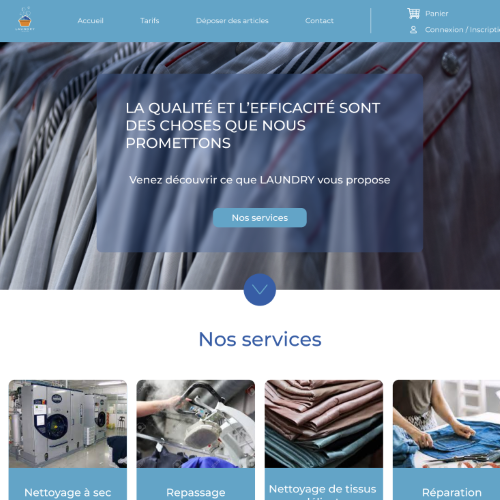 Accueil
Tarifs
Déposer des articles
Contact
Panier
Connexion / Inscriptio
LA QUALITÉ ET L'EFFICACITÉ SONT
DES CHOSES QUE NOUS
PROMETTONS
Venez découvrir ce que LAUNDRY vous propose
Nos services
Nos services
Nettoyage à sec
Repassage
Nettoyage de tissus
Réparation